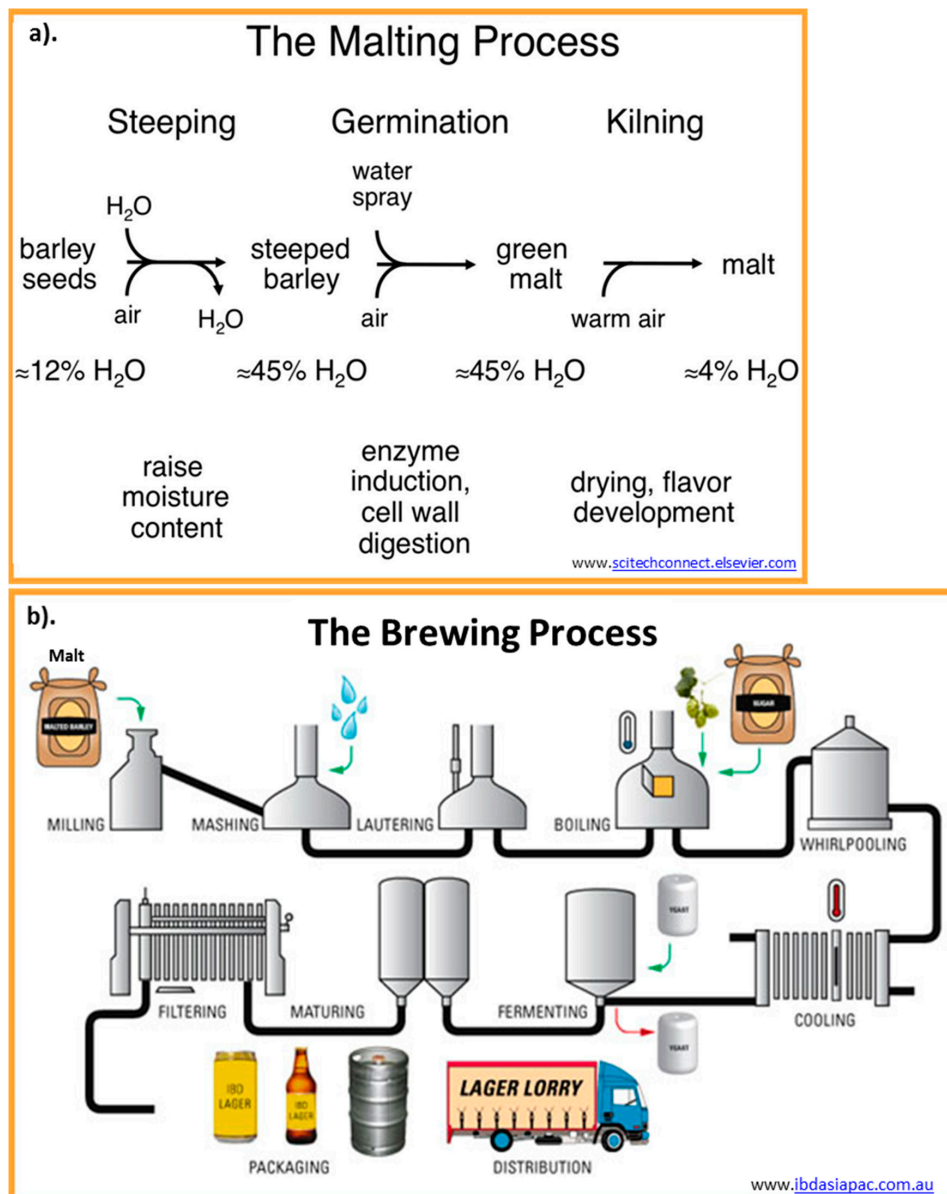 a).
The Malting Process
Steeping Germination Kilning
water
spray
H₂O
barley
seeds
steeped
barley
green
malt
malt
air
H₂O
air
warm air
≈12% H₂O ≈45% H₂O ≈45% H₂O ≈4% H₂O
raise
moisture
content
enzyme
induction,
cell wall
digestion
drying, flavor
development
www.scitechconnect.elsevier.com
b).
The Brewing Process
Malt
MALTED BARLEY
SUGAR
MILLING
MASHING
LAUTERING
BOILING
WHIRLPOOLING
YEAST
FILTERING
MATURING
FERMENTING
COOLING
YEAST
IBD
LAGER
IBD
LAGER
LAGER LORRY
PACKAGING
DISTRIBUTION
www.ibdasiapac.com.au